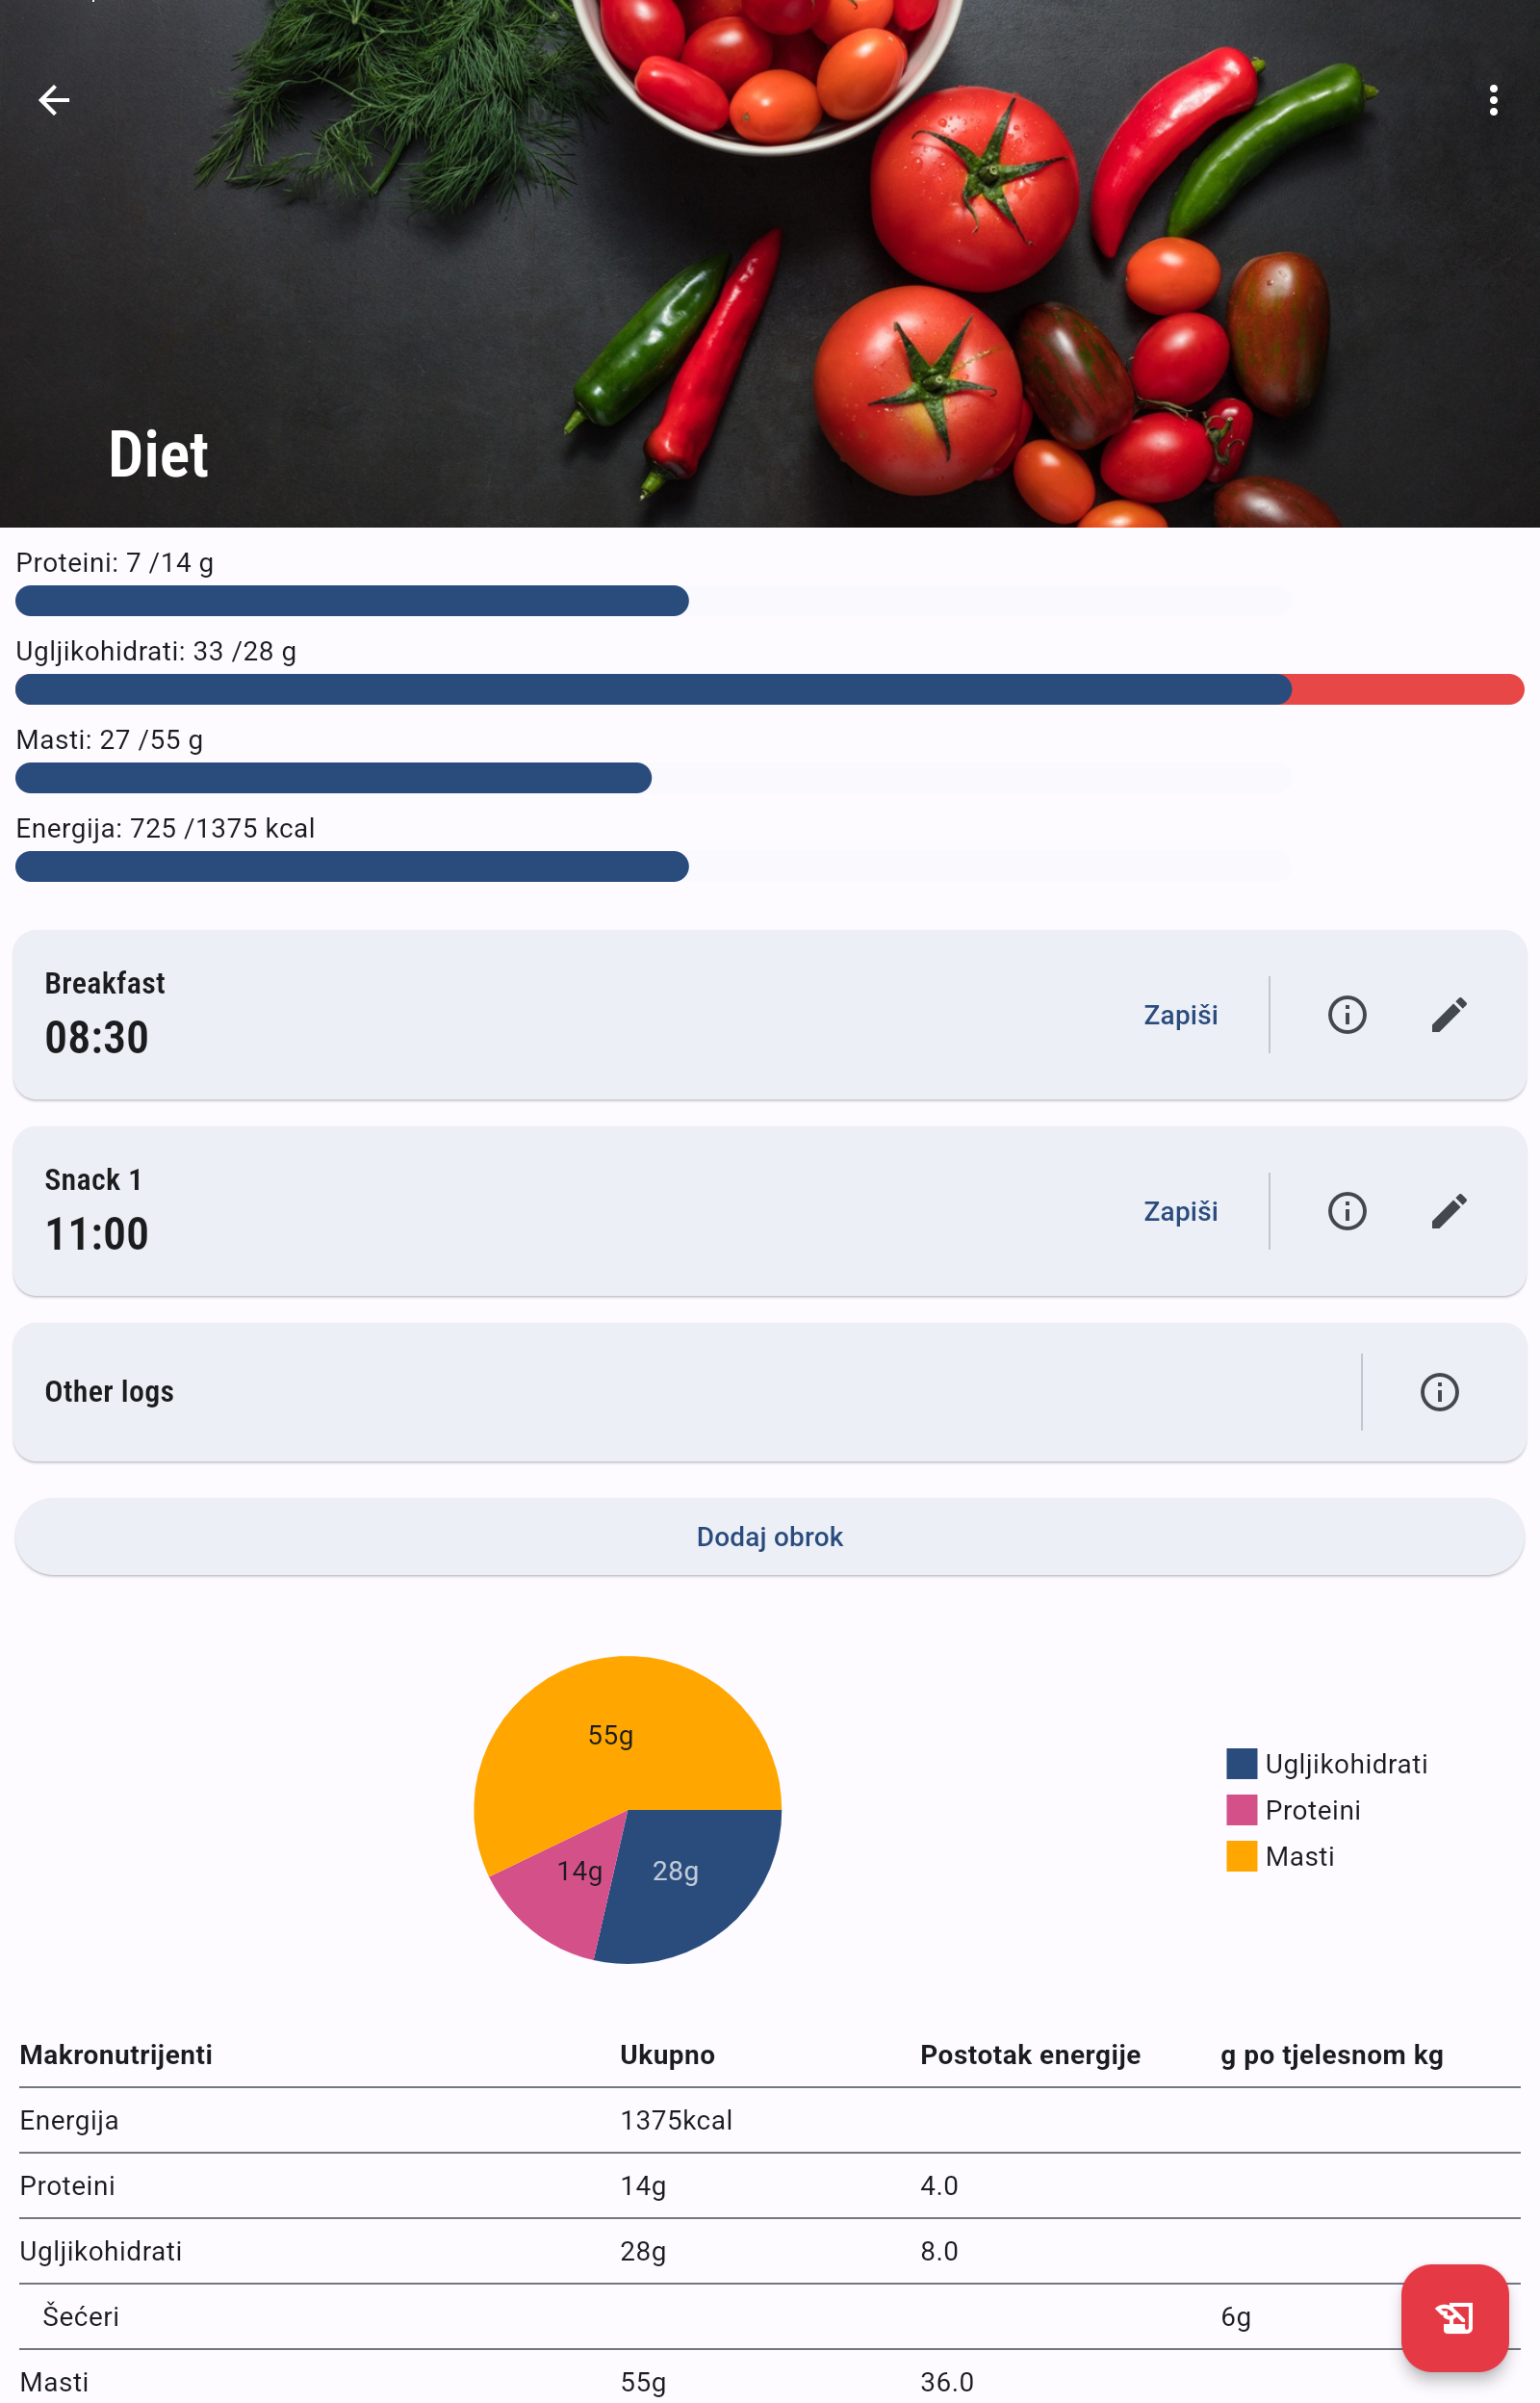 Diet
Proteini: 7 /14 g
Ugljikohidrati: 33 /28 g
Masti: 27 /55 g
Energija: 725 /1375 kcal
Breakfast
08:30
Zapiši
Snack 1
11:00
Zapiši
Other logs
Dodaj obrok
55g
14g
28g
Ugljikohidrati
Proteini
Masti
Makronutrijenti Ukupno Postotak energije g po tjelesnom kg
Energija 1375kcal
Proteini 14g 4.0
Ugljikohidrati 28g 8.0
Šećeri 6g
Masti 55g 36.0